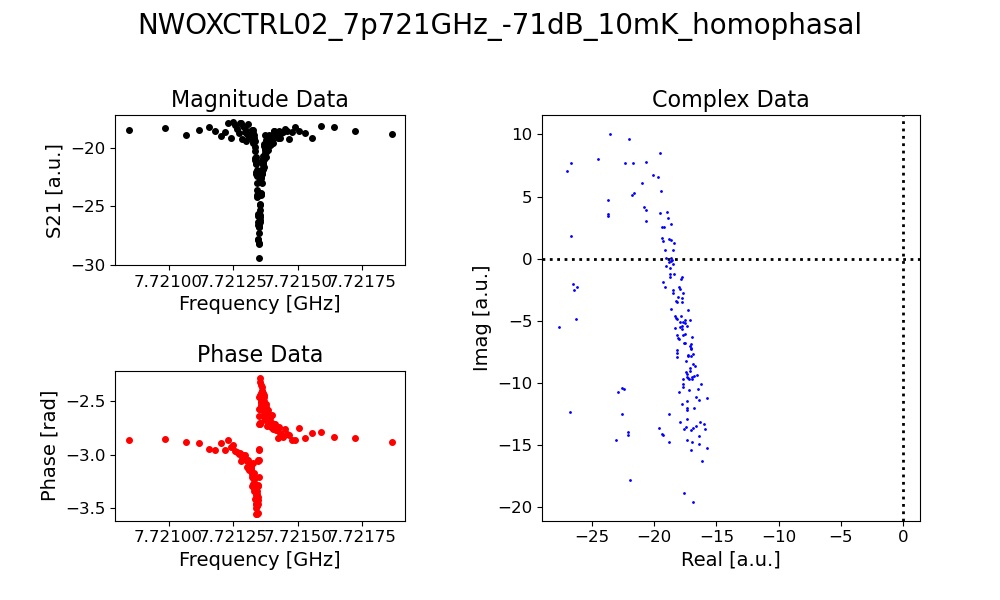 NWOXCTRL02_7p721GHz_-71dB_10mK_homophasal
Magnitude Data
S21 [a.u.]
−20
−25
−30
7.72100 7.72125 7.72150 7.72175
Frequency [GHz]
Phase Data
Phase [rad]
−2.5
−3.0
−3.5
7.72100 7.72125 7.72150 7.72175
Frequency [GHz]
Complex Data
Imag [a.u.]
10
5
0
−5
−10
−15
−20
−25 −20 −15 −10 −5 0
Real [a.u.]